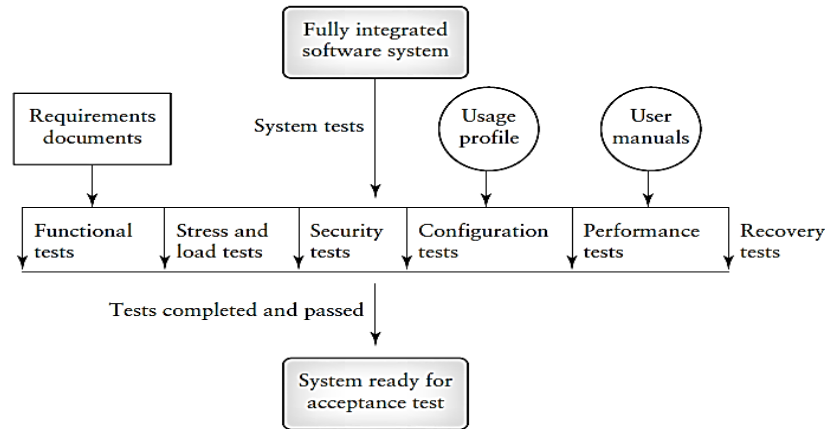 Fully integrated
software system
Requirements
documents
System tests
Usage
profile
User
manuals
Functional
tests
Stress and
load tests
Security
tests
Configuration
tests
Performance
tests
Recovery
tests
Tests completed and passed
System ready for
acceptance test